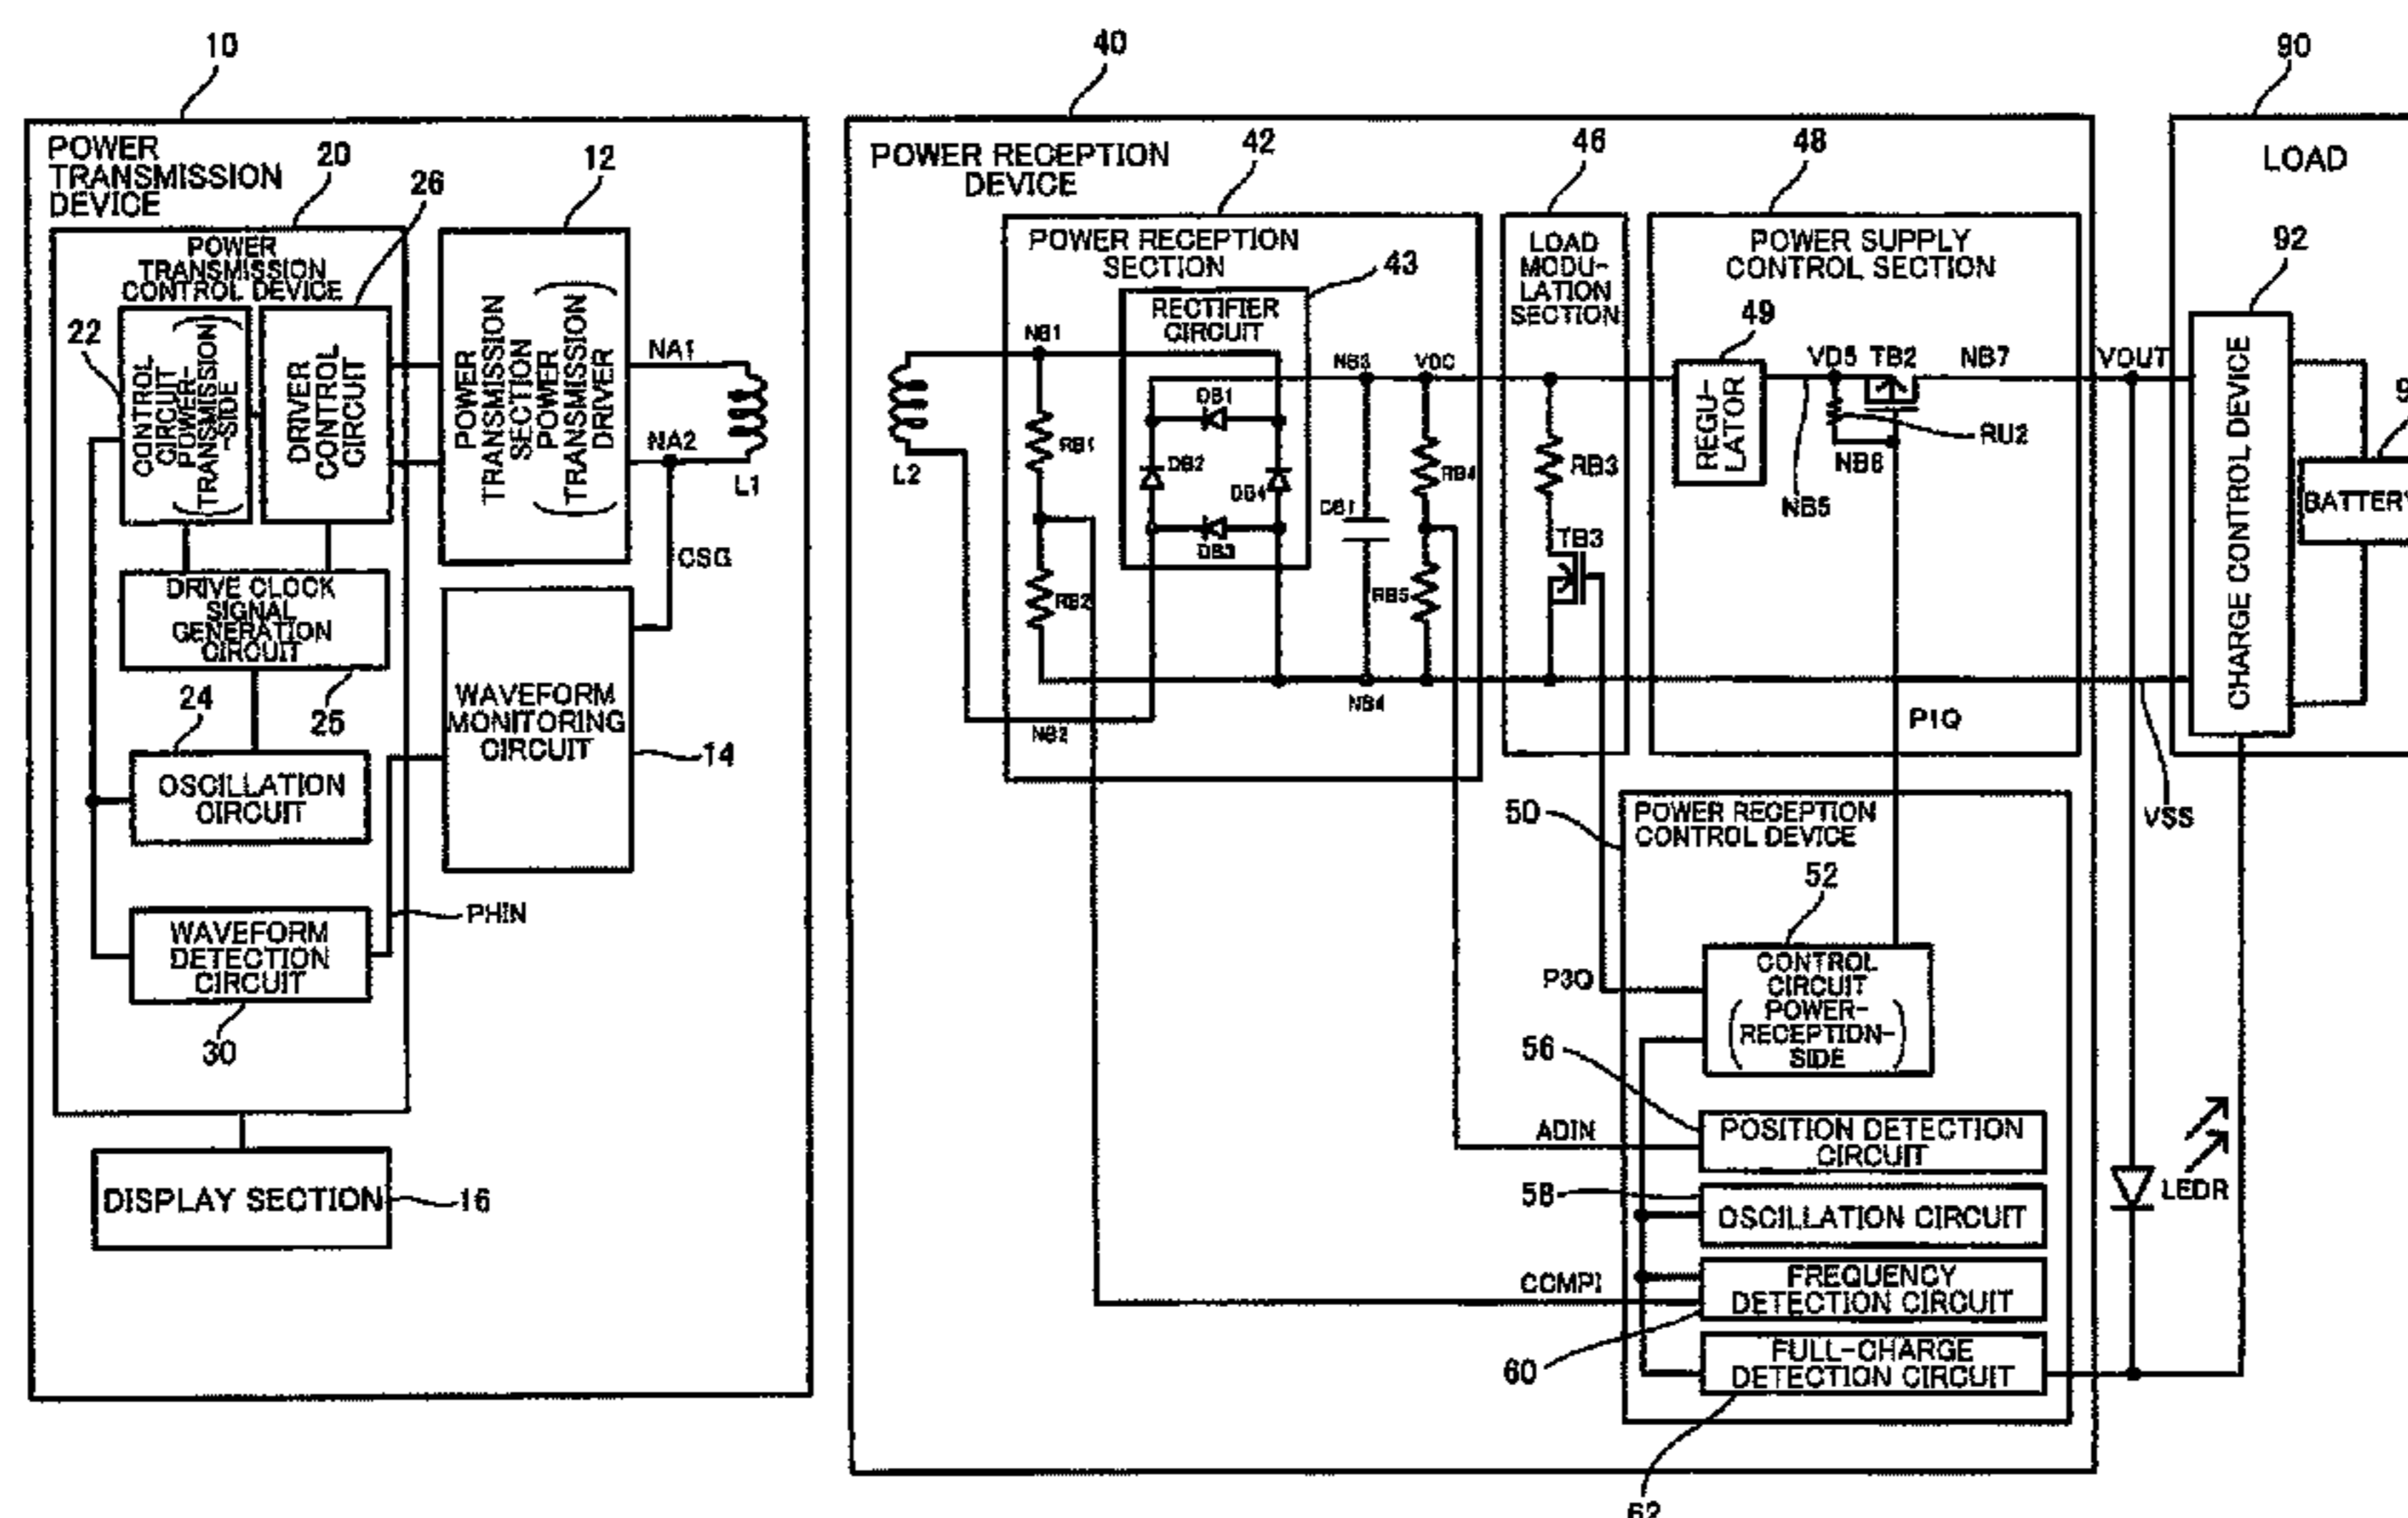 10
POWER
TRANSMISSION
DEVICE
20
26
12
POWER
TRANSMISSION
CONTROL DEVICE
22
CONTROL
CIRCUIT
(POWER-
TRANSMISSION
-SIDE)
DRIVER
CONTROL
CIRCUIT
POWER
TRANSMISSION
SECTION
(POWER
TRANSMISSION
DRIVER)
NA1
NA2
L1
CSG
DRIVE CLOCK
SIGNAL
GENERATION
CIRCUIT
25
24
OSCILLATION
CIRCUIT
WAVEFORM
MONITORING
CIRCUIT
14
PHIN
WAVEFORM
DETECTION
CIRCUIT
30
DISPLAY SECTION
16
40
POWER RECEPTION
DEVICE
42
POWER RECEPTION
SECTION
43
RECTIFIER
CIRCUIT
L2
NB1
RB1
RB2
NB2
DB1
DB2
DB4
DB3
NB3
VDC
CB1
RB4
RB5
NB4
46
LOAD
MODU-
LATION
SECTION
RB3
TB3
48
POWER SUPPLY
CONTROL SECTION
49
REGU-
LATOR
VD5
TB2
NB7
RU2
NB6
NB5
P1Q
VOUT
VSS
50
POWER RECEPTION
CONTROL DEVICE
52
CONTROL
CIRCUIT
(POWER-
RECEPTION-
SIDE)
P3Q
56
ADIN
POSITION DETECTION
CIRCUIT
58
OSCILLATION CIRCUIT
COMPI
FREQUENCY
DETECTION CIRCUIT
60
FULL-CHARGE
DETECTION CIRCUIT
62
LEDR
90
LOAD
92
CHARGE CONTROL DEVICE
BATTERY